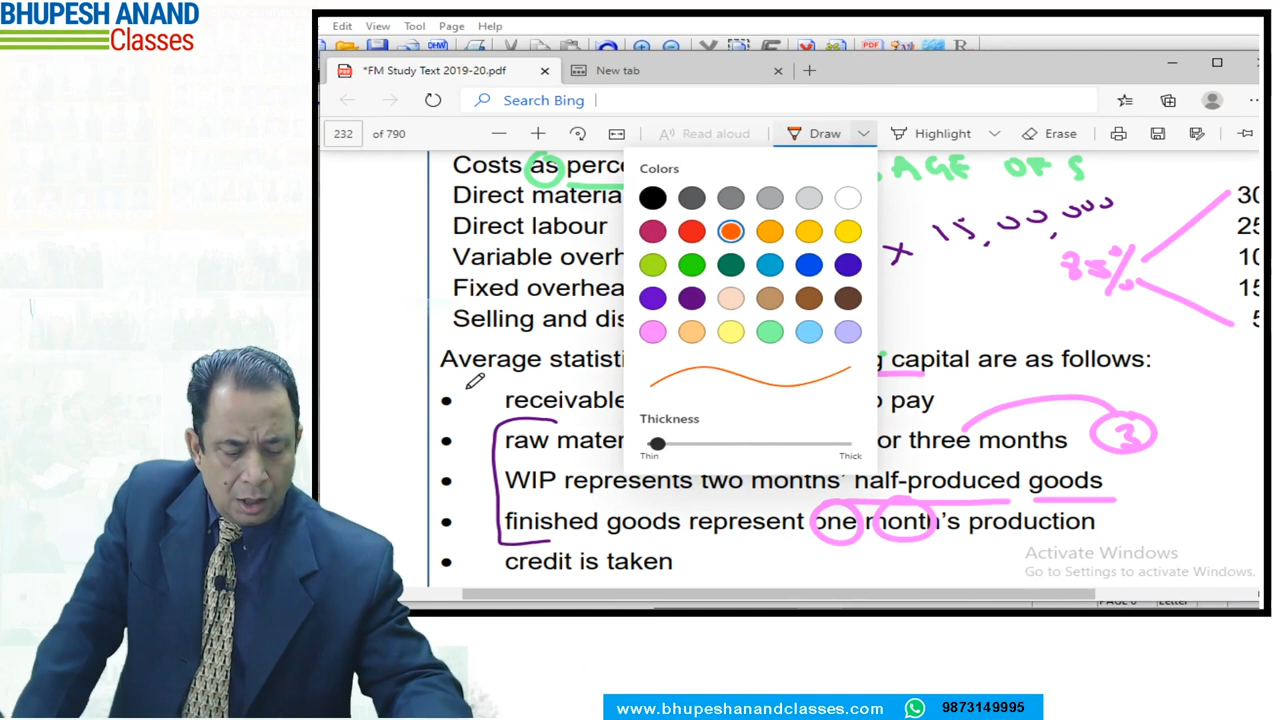 BHUPESH ANAND
Classes
Edit View Tool Page Help
DHW PDF R
*FM Study Text 2019-20.pdf New tab
Search Bing
232 of 790 Read aloud Draw Highlight Erase
Costs as perce AGE OF S
Direct materia 30
Direct labour x 15,00,000 25
Variable overh 85% 10
Fixed overhea 15
Selling and dis 5
Colors
Thickness
Thin Thick
Average statisti g capital are as follows:
• receivable o pay
• raw mater or three months 3
• WIP represents two months' half-produced goods
• finished goods represent one month's production
• credit is taken
Activate Windows
Go to Settings to activate Windows.
www.bhupeshanandclasses.com 9873149995